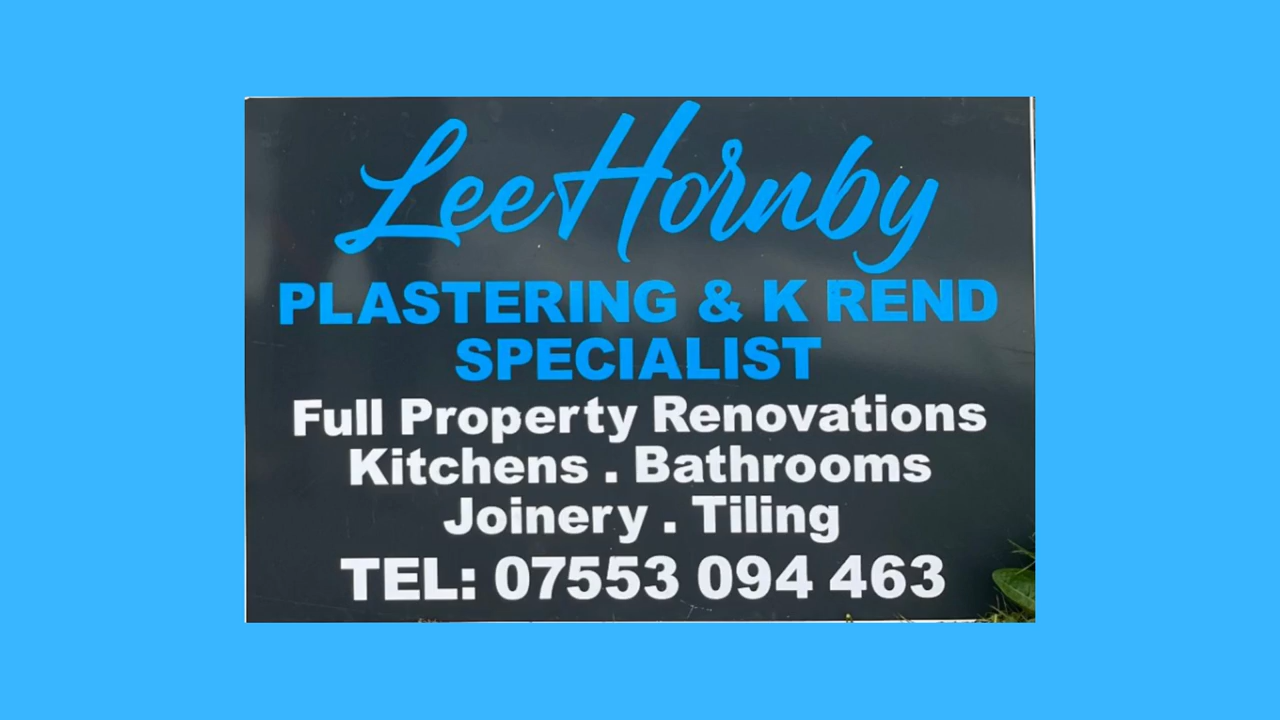 Lee Hornby
PLASTERING & K REND
SPECIALIST
Full Property Renovations
Kitchens . Bathrooms
Joinery . Tiling
TEL: 07553 094 463